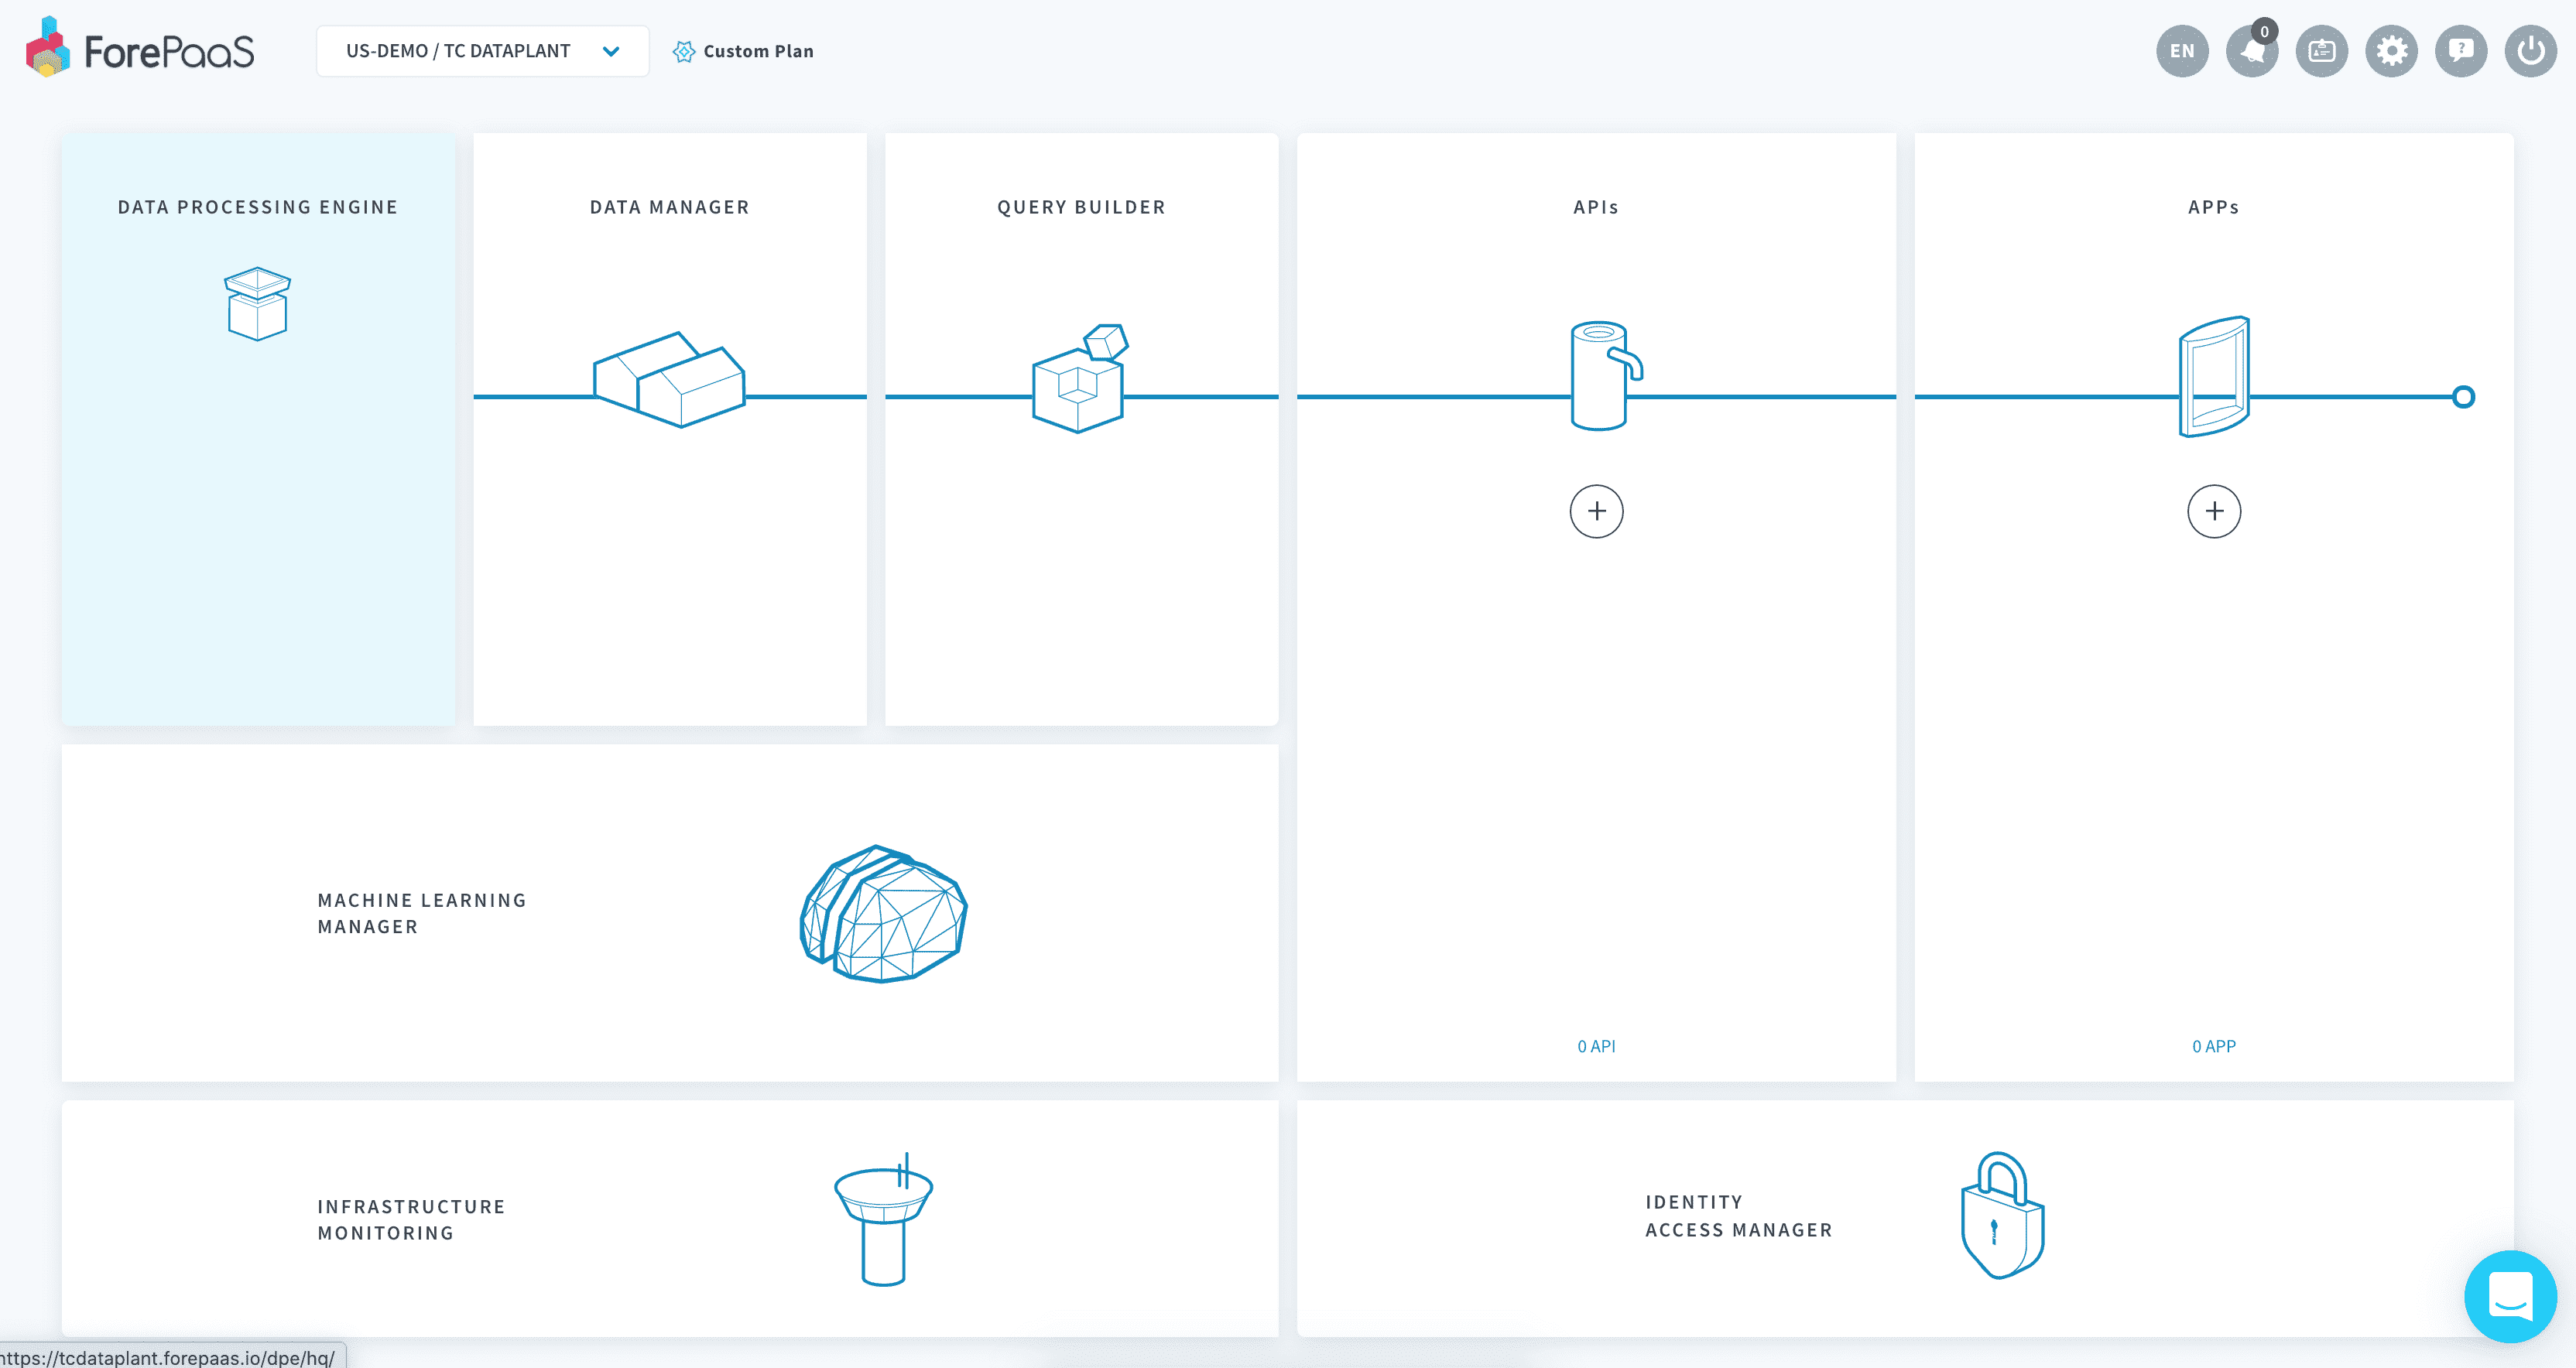 ForePaaS
US-DEMO / TC DATAPLANT
Custom Plan
EN
0
?
DATA PROCESSING ENGINE
DATA MANAGER
QUERY BUILDER
APIs
APPs
MACHINE LEARNING
MANAGER
0 API
0 APP
INFRASTRUCTURE
MONITORING
IDENTITY
ACCESS MANAGER
https://tcdataplant.forepaas.io/dpe/hq/